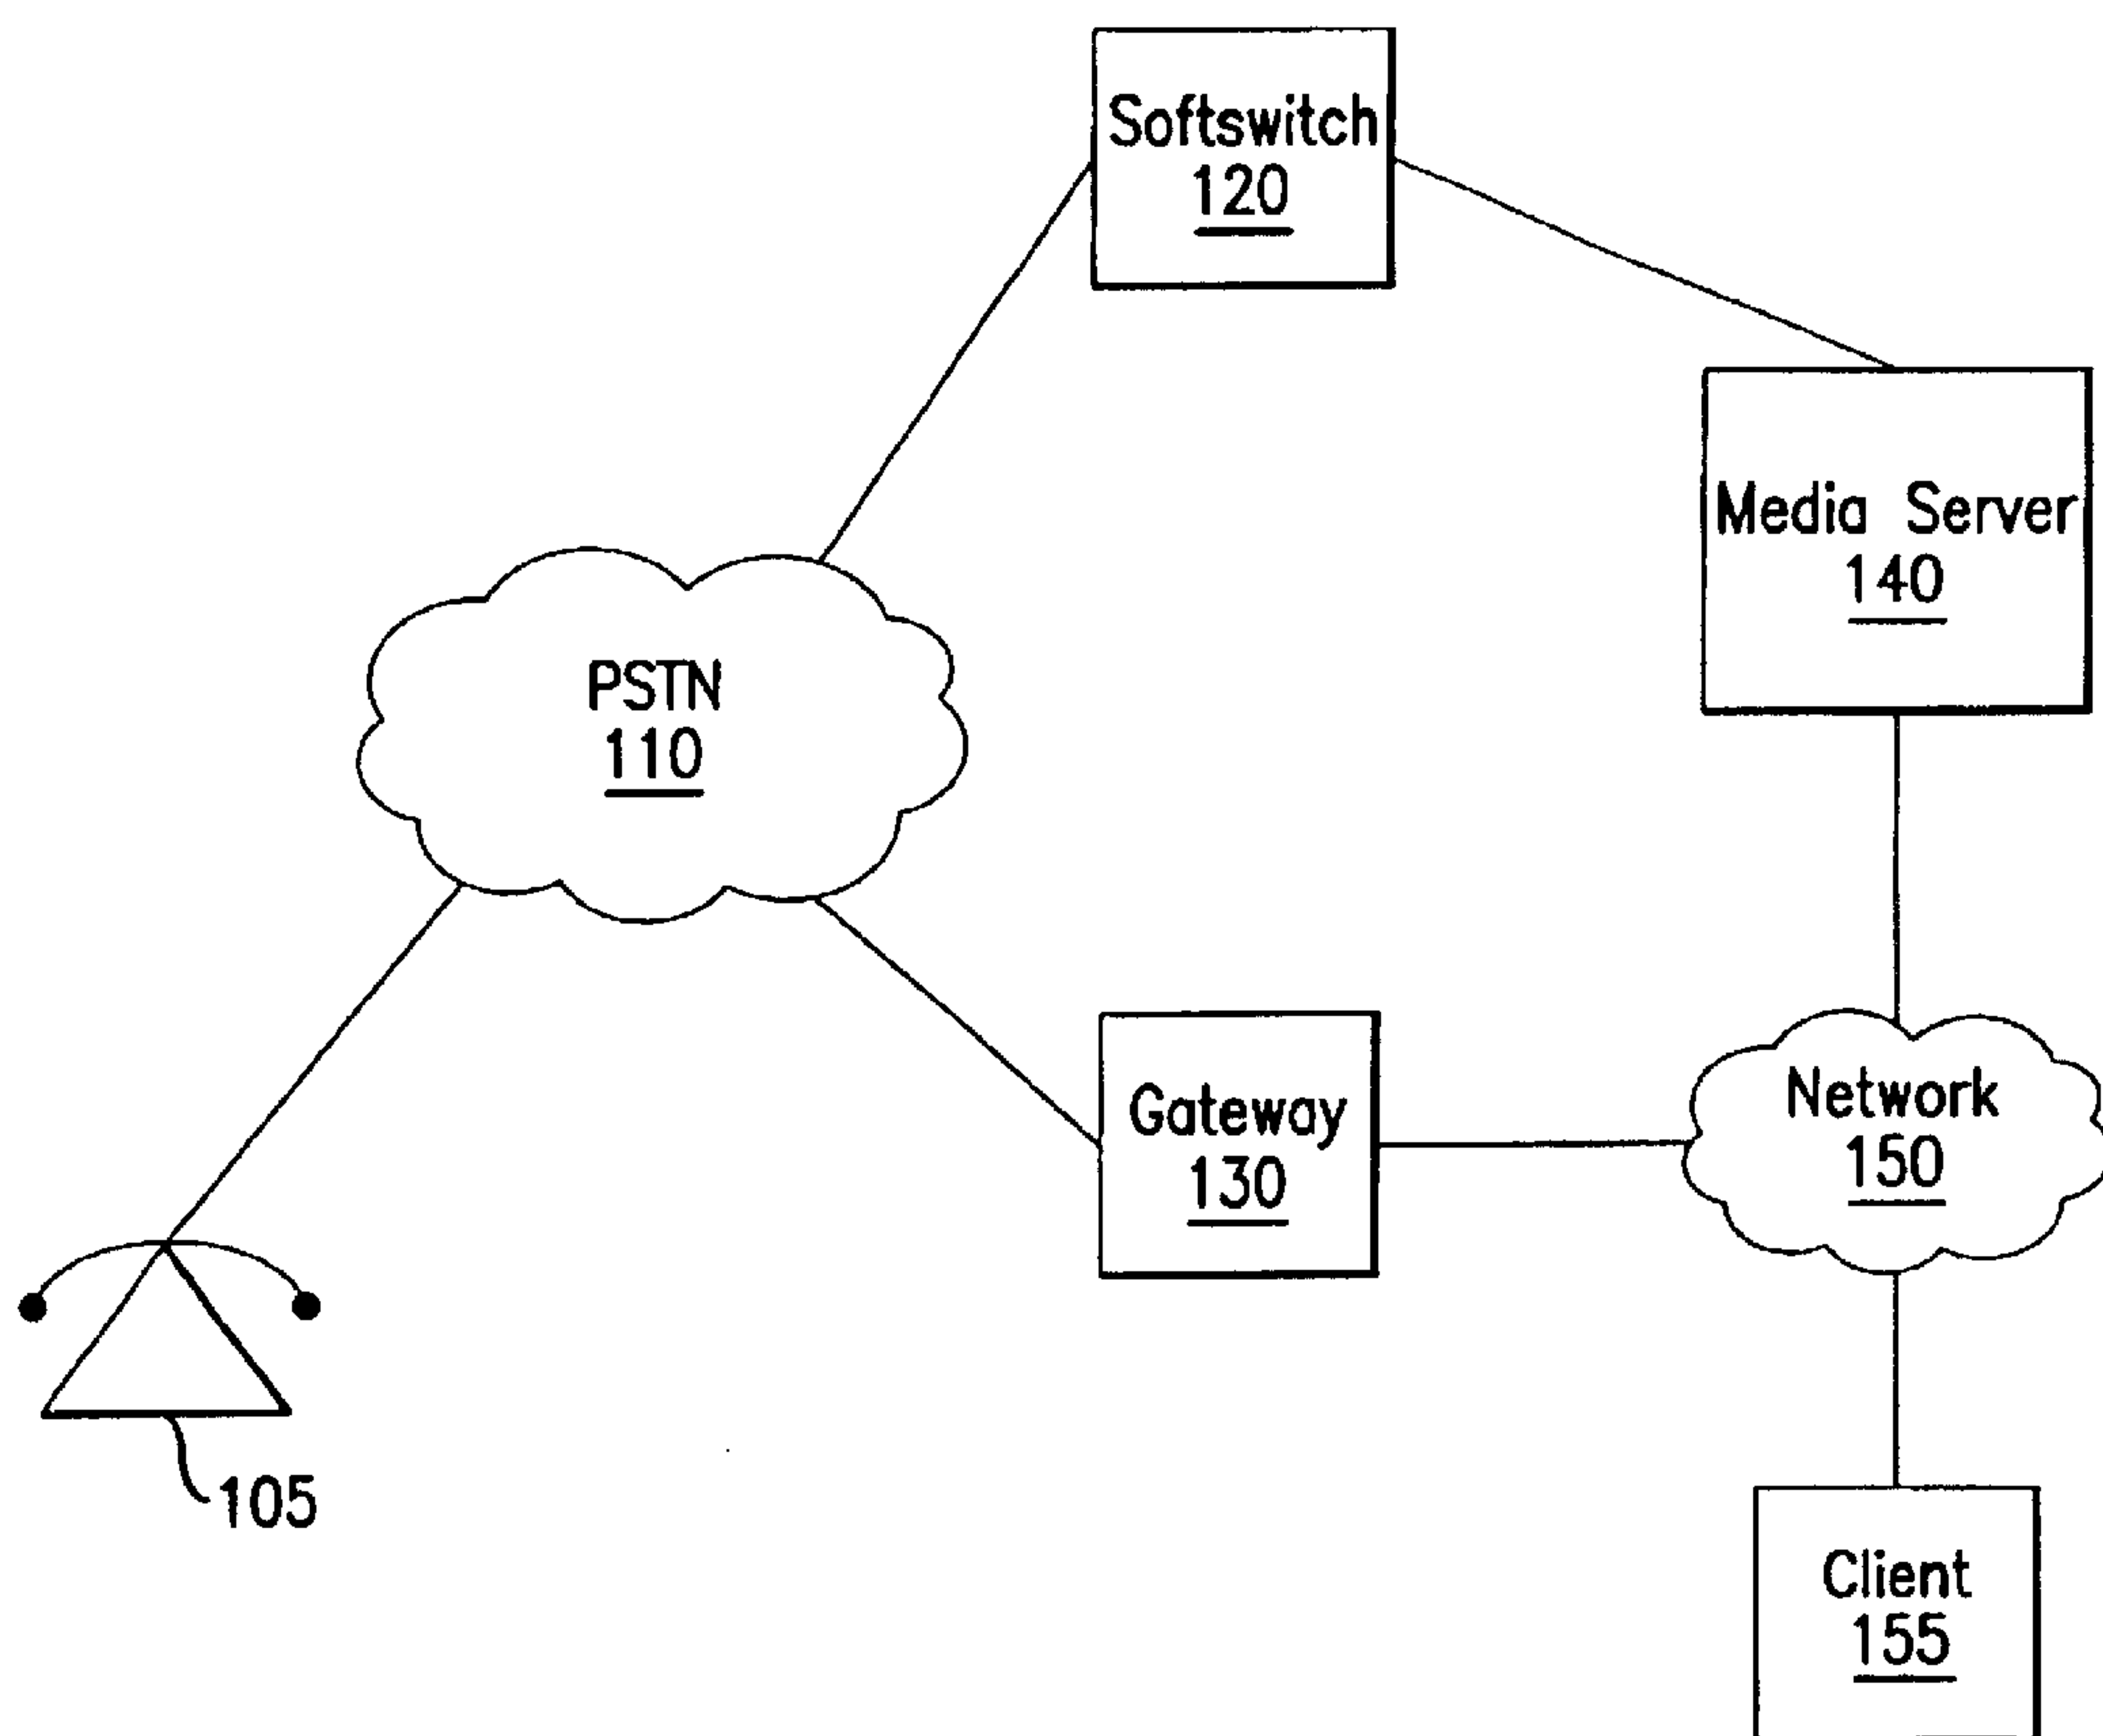 Softswitch
120
Media Server
140
PSTN
110
Gateway
130
Network
150
105
Client
155